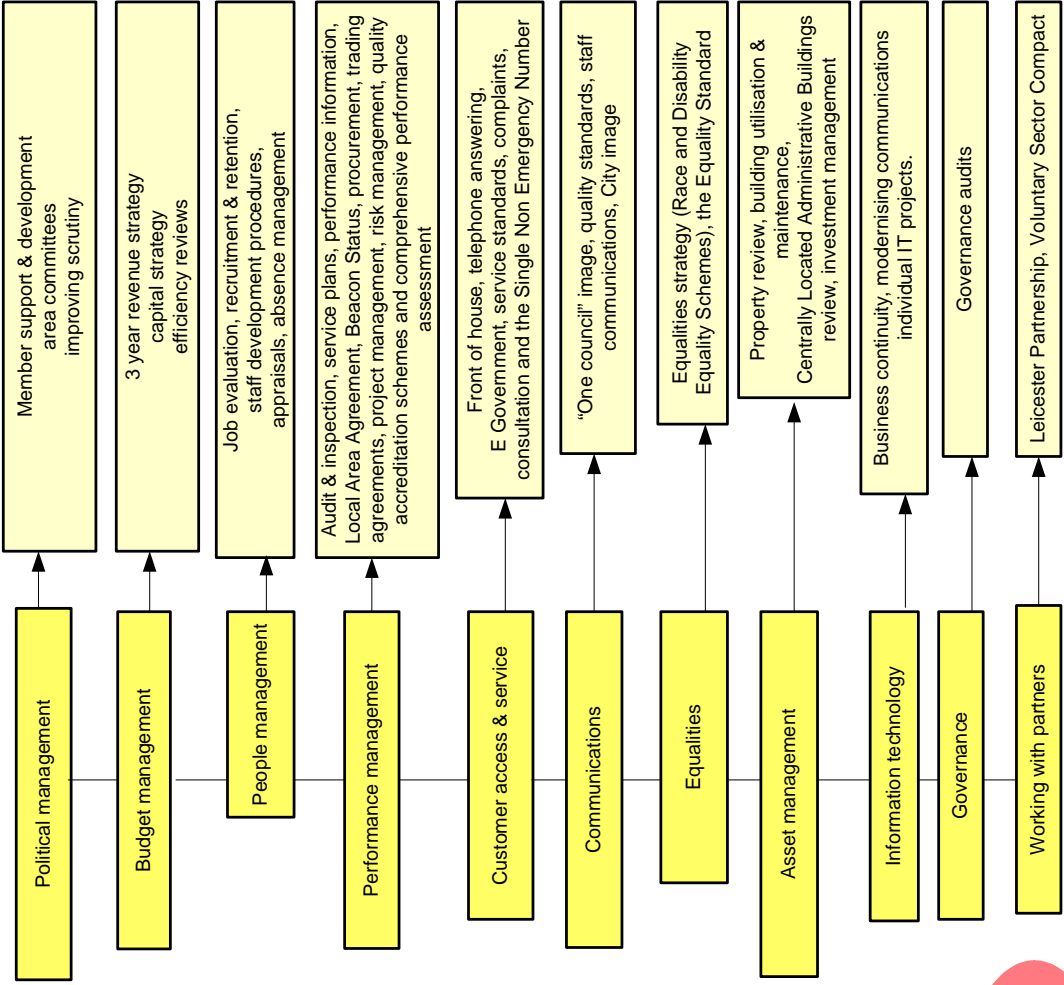 Political management
Member support & development
area committees
improving scrutiny
Budget management
3 year revenue strategy
capital strategy
efficiency reviews
People management
Job evaluation, recruitment & retention,
staff development procedures,
appraisals, absence management
Performance management
Audit & inspection, service plans, performance information,
Local Area Agreement, Beacon Status, procurement, trading
agreements, project management, risk management, quality
accreditation schemes and comprehensive performance
assessment
Customer access & service
Front of house, telephone answering,
E Government, service standards, complaints,
consultation and the Single Non Emergency Number
Communications
“One council” image, quality standards, staff
communications, City image
Equalities
Equalities strategy (Race and Disability
Equality Schemes), the Equality Standard
Asset management
Property review, building utilisation &
maintenance,
Centrally Located Administrative Buildings
review, investment management
Information technology
Business continuity, modernising communications
individual IT projects.
Governance
Governance audits
Working with partners
Leicester Partnership, Voluntary Sector Compact